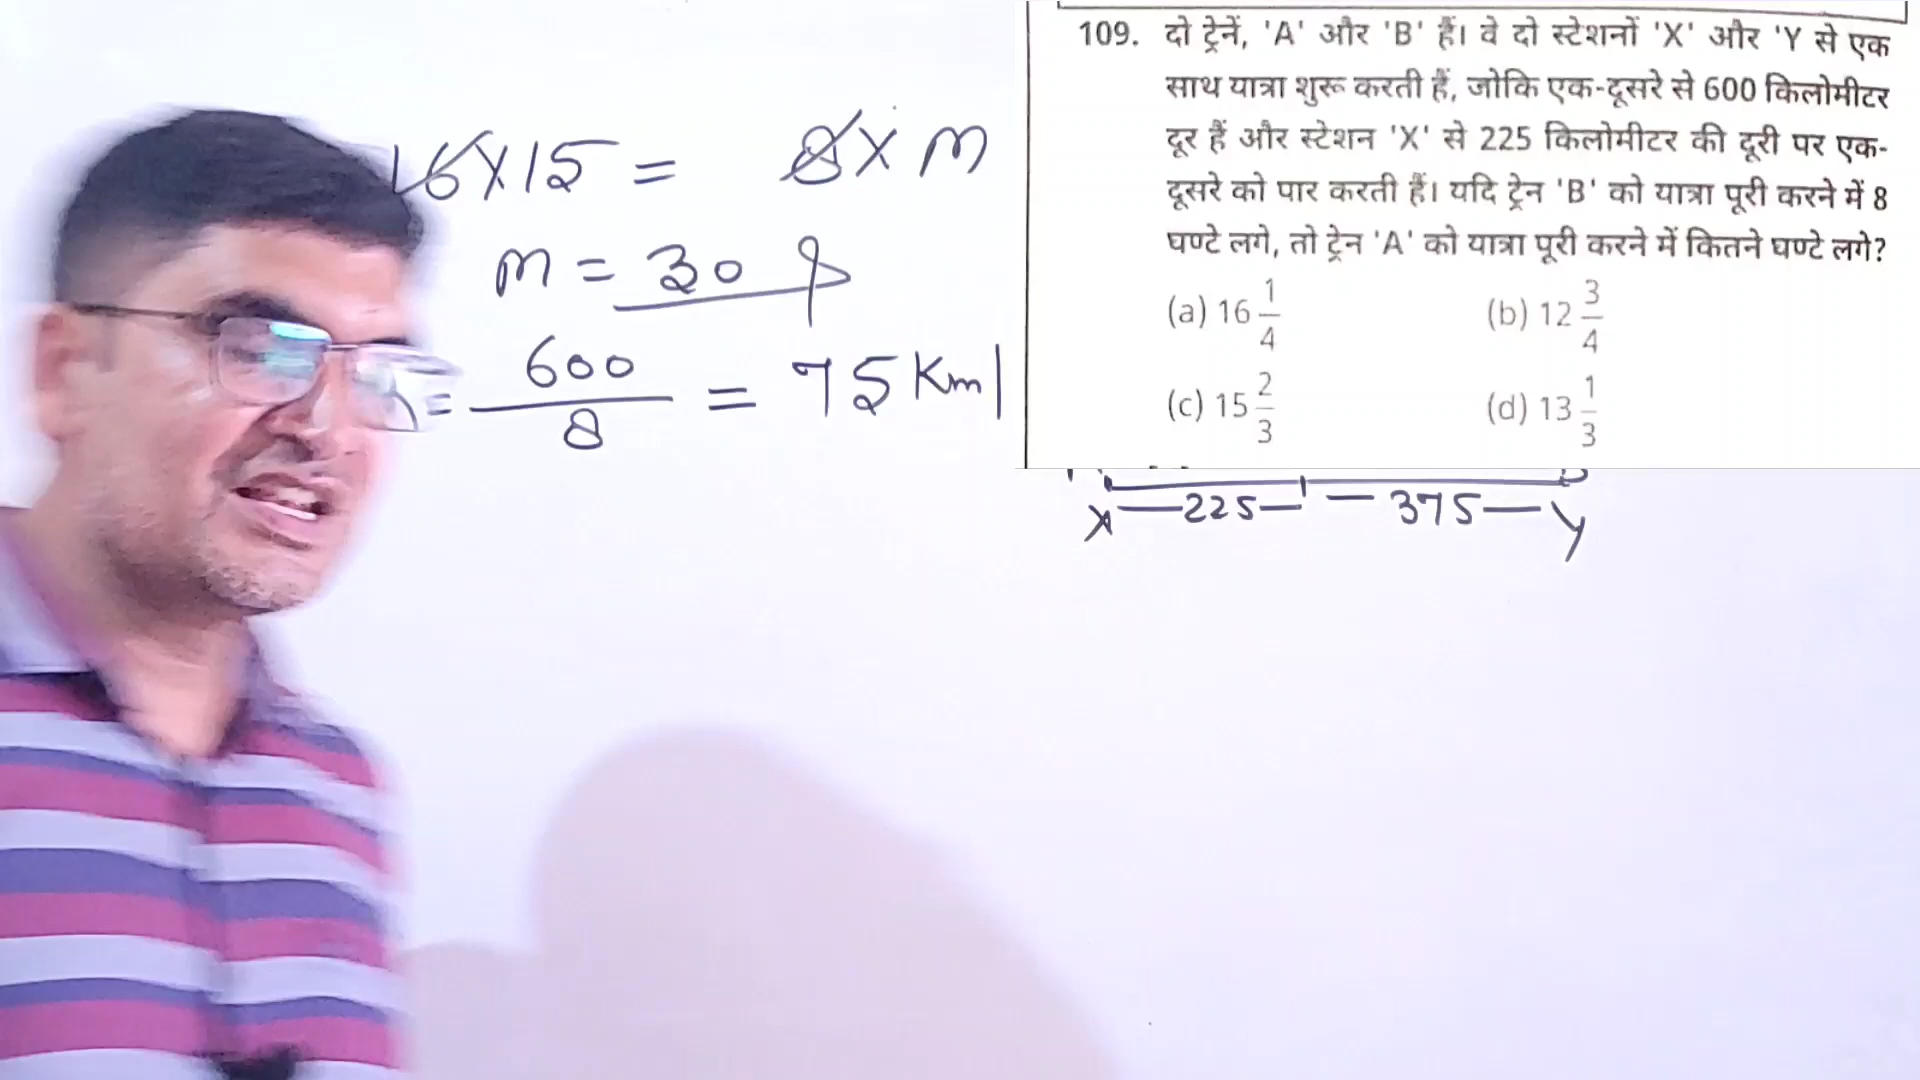 16 X 15 = 8 X m
m = 30
= 600 / 8 = 75 Km/
109. दो ट्रेनें, 'A' और 'B' हैं। वे दो स्टेशनों 'X' और 'Y से एक
साथ यात्रा शुरू करती हैं, जोकि एक-दूसरे से 600 किलोमीटर
दूर हैं और स्टेशन 'X' से 225 किलोमीटर की दूरी पर एक-
दूसरे को पार करती हैं। यदि ट्रेन 'B' को यात्रा पूरी करने में 8
घण्टे लगे, तो ट्रेन 'A' को यात्रा पूरी करने में कितने घण्टे लगे?
(a) 16 1/4 (b) 12 3/4
(c) 15 2/3 (d) 13 1/3
X — 225 — — 375 — Y